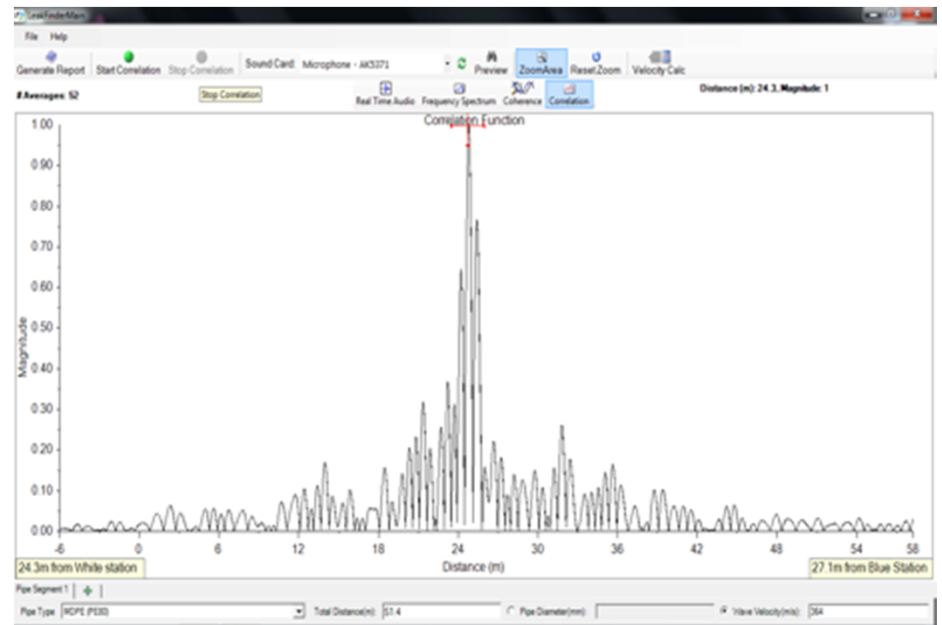 LeakFinderMain
File Help
Generate Report Start Correlation Stop Correlation Sound Card: Microphone - AK5371 Preview ZoomArea Reset Zoom Velocity Calc
# Averages: 52 Stop Correlation Real Time Audio Frequency Spectrum Coherence Correlation Distance (m): 24.3, Magnitude: 1
Correlation Function
1.00
0.90
0.80
0.70
0.60
0.50
0.40
0.30
0.20
0.10
0.00
Magnitude
-6 0 6 12 18 24 30 36 42 48 54 58
Distance (m)
24.3m from White station 27.1m from Blue Station
Pipe Segment 1
Pipe Type MDPE (PE80) Total Distance(m): 51.4 Pipe Diameter(mm): Wave Velocity(m/s): 364